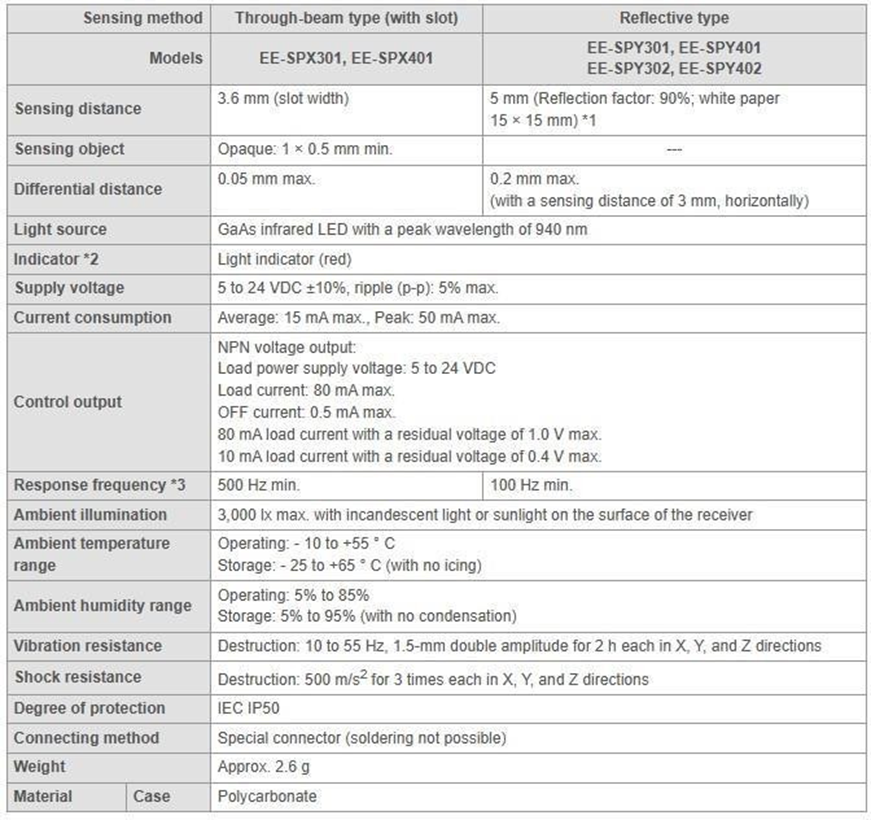 Sensing method Through-beam type (with slot) Reflective type
Models EE-SPX301, EE-SPX401 EE-SPY301, EE-SPY401
EE-SPY302, EE-SPY402
Sensing distance 3.6 mm (slot width) 5 mm (Reflection factor: 90%; white paper
15 × 15 mm) *1
Sensing object Opaque: 1 × 0.5 mm min. ---
Differential distance 0.05 mm max. 0.2 mm max.
(with a sensing distance of 3 mm, horizontally)
Light source GaAs infrared LED with a peak wavelength of 940 nm
Indicator *2 Light indicator (red)
Supply voltage 5 to 24 VDC ±10%, ripple (p-p): 5% max.
Current consumption Average: 15 mA max., Peak: 50 mA max.
Control output NPN voltage output:
Load power supply voltage: 5 to 24 VDC
Load current: 80 mA max.
OFF current: 0.5 mA max.
80 mA load current with a residual voltage of 1.0 V max.
10 mA load current with a residual voltage of 0.4 V max.
Response frequency *3 500 Hz min. 100 Hz min.
Ambient illumination 3,000 lx max. with incandescent light or sunlight on the surface of the receiver
Ambient temperature range Operating: - 10 to +55 ° C
Storage: - 25 to +65 ° C (with no icing)
Ambient humidity range Operating: 5% to 85%
Storage: 5% to 95% (with no condensation)
Vibration resistance Destruction: 10 to 55 Hz, 1.5-mm double amplitude for 2 h each in X, Y, and Z directions
Shock resistance Destruction: 500 m/s² for 3 times each in X, Y, and Z directions
Degree of protection IEC IP50
Connecting method Special connector (soldering not possible)
Weight Approx. 2.6 g
Material Case Polycarbonate